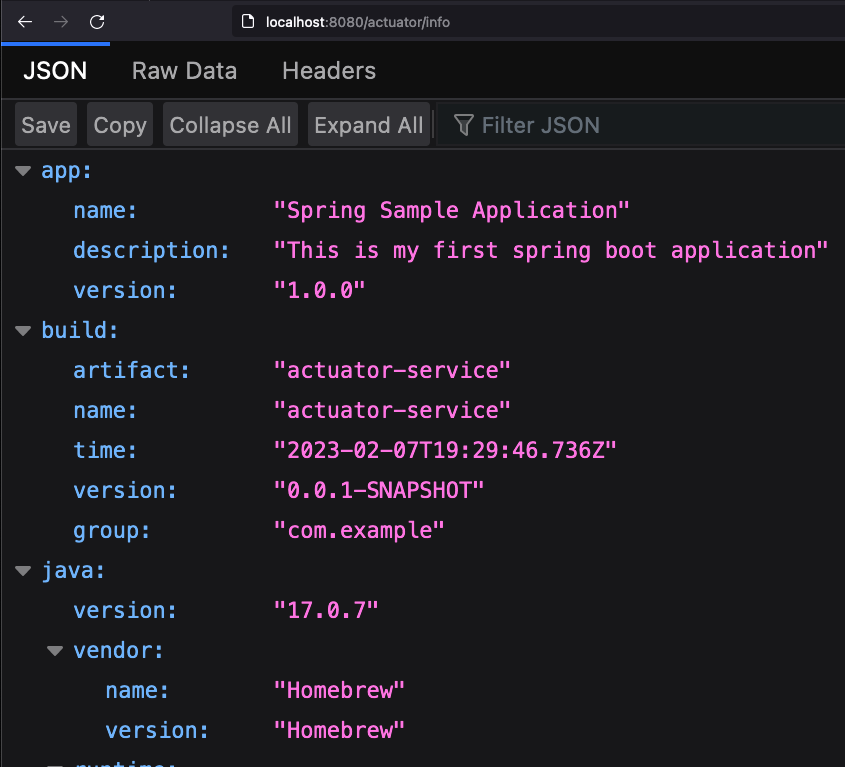 localhost:8080/actuator/info
JSON Raw Data Headers
Save Copy Collapse All Expand All Filter JSON
app:
name: "Spring Sample Application"
description: "This is my first spring boot application"
version: "1.0.0"
build:
artifact: "actuator-service"
name: "actuator-service"
time: "2023-02-07T19:29:46.736Z"
version: "0.0.1-SNAPSHOT"
group: "com.example"
java:
version: "17.0.7"
vendor:
name: "Homebrew"
version: "Homebrew"
runtime: